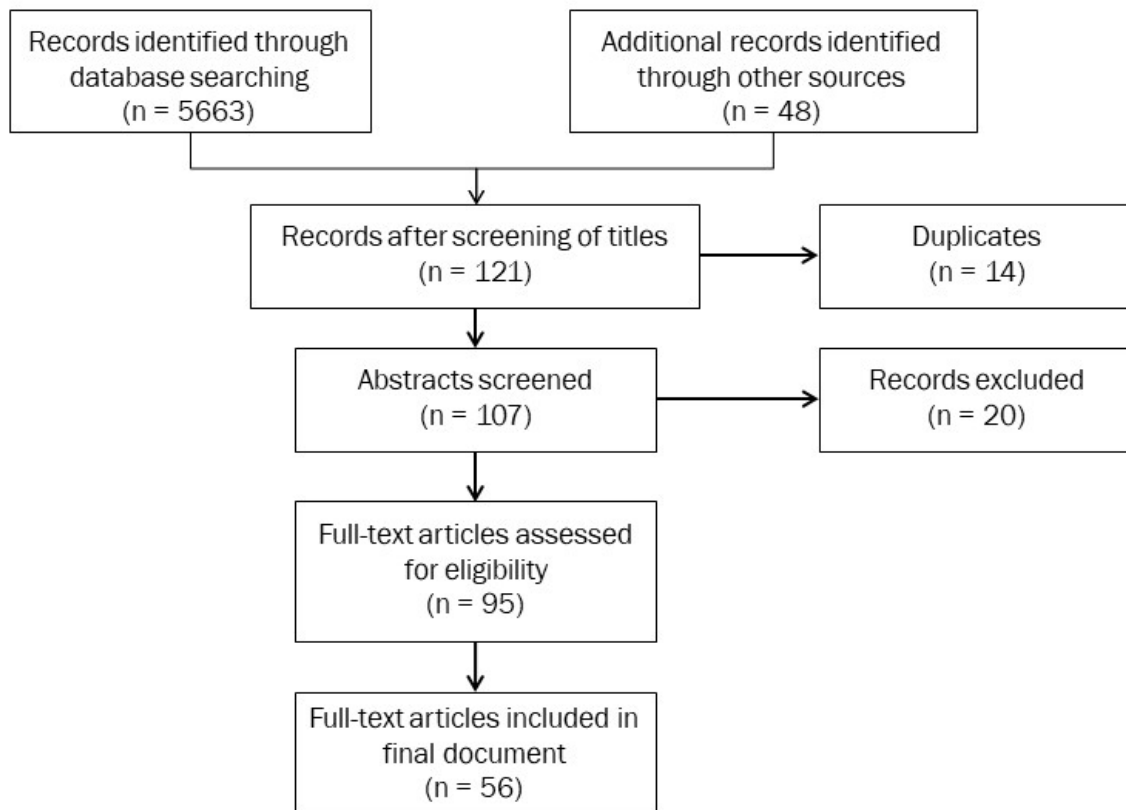 Records identified through
database searching
(n = 5663)
Additional records identified
through other sources
(n = 48)
Records after screening of titles
(n = 121)
Duplicates
(n = 14)
Abstracts screened
(n = 107)
Records excluded
(n = 20)
Full-text articles assessed
for eligibility
(n = 95)
Full-text articles included in
final document
(n = 56)